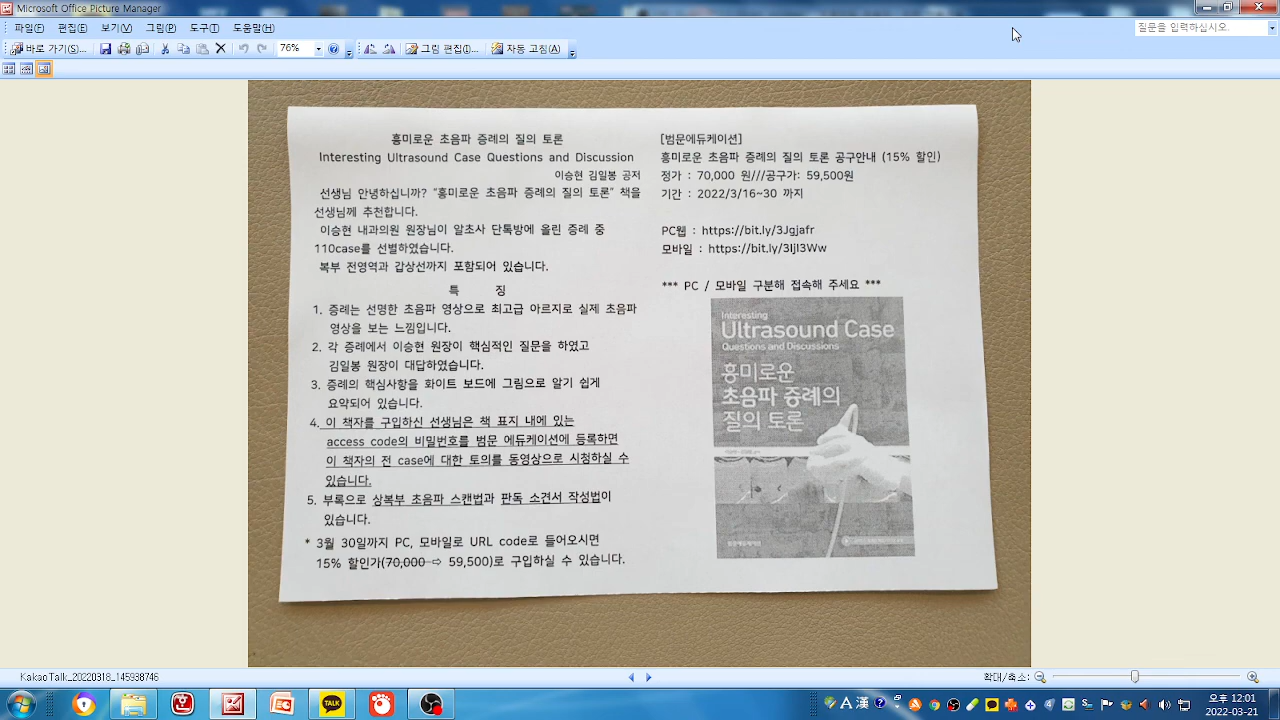 Microsoft Office Picture Manager
파일(F) 편집(E) 보기(V) 그림(P) 도구(T) 도움말(H)
질문을 입력하십시오.
바로 가기(S)... 76% 그림 편집(I)... 자동 고침(A)
흥미로운 초음파 증례의 질의 토론
Interesting Ultrasound Case Questions and Discussion
이승현 김일봉 공저
선생님 안녕하십니까? "흥미로운 초음파 증례의 질의 토론" 책을
선생님께 추천합니다.
이승현 내과의원 원장님이 알초사 단톡방에 올린 증례 중
110case를 선별하였습니다.
복부 전영역과 갑상선까지 포함되어 있습니다.
특 징
1. 증례는 선명한 초음파 영상으로 최고급 아르지로 실제 초음파
영상을 보는 느낌입니다.
2. 각 증례에서 이승현 원장이 핵심적인 질문을 하였고
김일봉 원장이 대답하였습니다.
3. 증례의 핵심사항을 화이트 보드에 그림으로 알기 쉽게
요약되어 있습니다.
4. 이 책자를 구입하신 선생님은 책 표지 내에 있는
access code의 비밀번호를 범문 에듀케이션에 등록하면
이 책자의 전 case에 대한 토의를 동영상으로 시청하실 수
있습니다.
5. 부록으로 상복부 초음파 스캔법과 판독 소견서 작성법이
있습니다.
* 3월 30일까지 PC, 모바일로 URL code로 들어오시면
15% 할인가(70,000 ⇨ 59,500)로 구입하실 수 있습니다.
[범문에듀케이션]
흥미로운 초음파 증례의 질의 토론 공구안내 (15% 할인)
정가 : 70,000 원///공구가: 59,500원
기간 : 2022/3/16~30 까지
PC웹 : https://bit.ly/3Jgjafr
모바일 : https://bit.ly/3IjI3Ww
*** PC / 모바일 구분해 접속해 주세요 ***
Interesting
Ultrasound Case
Questions and Discussions
흥미로운
초음파 증례의
질의 토론
KakaoTalk_20220318_145938746
확대/축소:
TALK
오후 12:01
2022-03-21